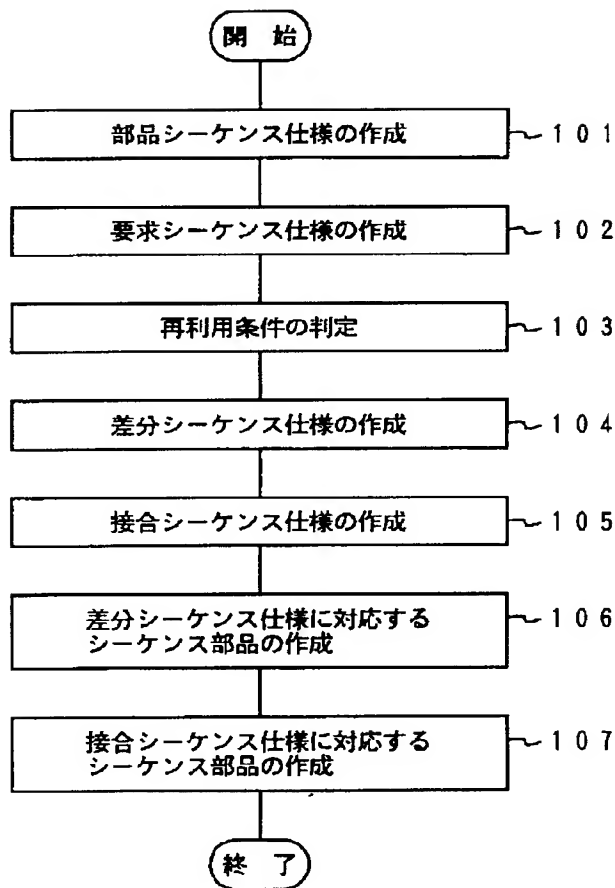 開 始
部品シーケンス仕様の作成 101
要求シーケンス仕様の作成 102
再利用条件の判定 103
差分シーケンス仕様の作成 104
接合シーケンス仕様の作成 105
差分シーケンス仕様に対応する 106
シーケンス部品の作成
接合シーケンス仕様に対応する 107
シーケンス部品の作成
終 了